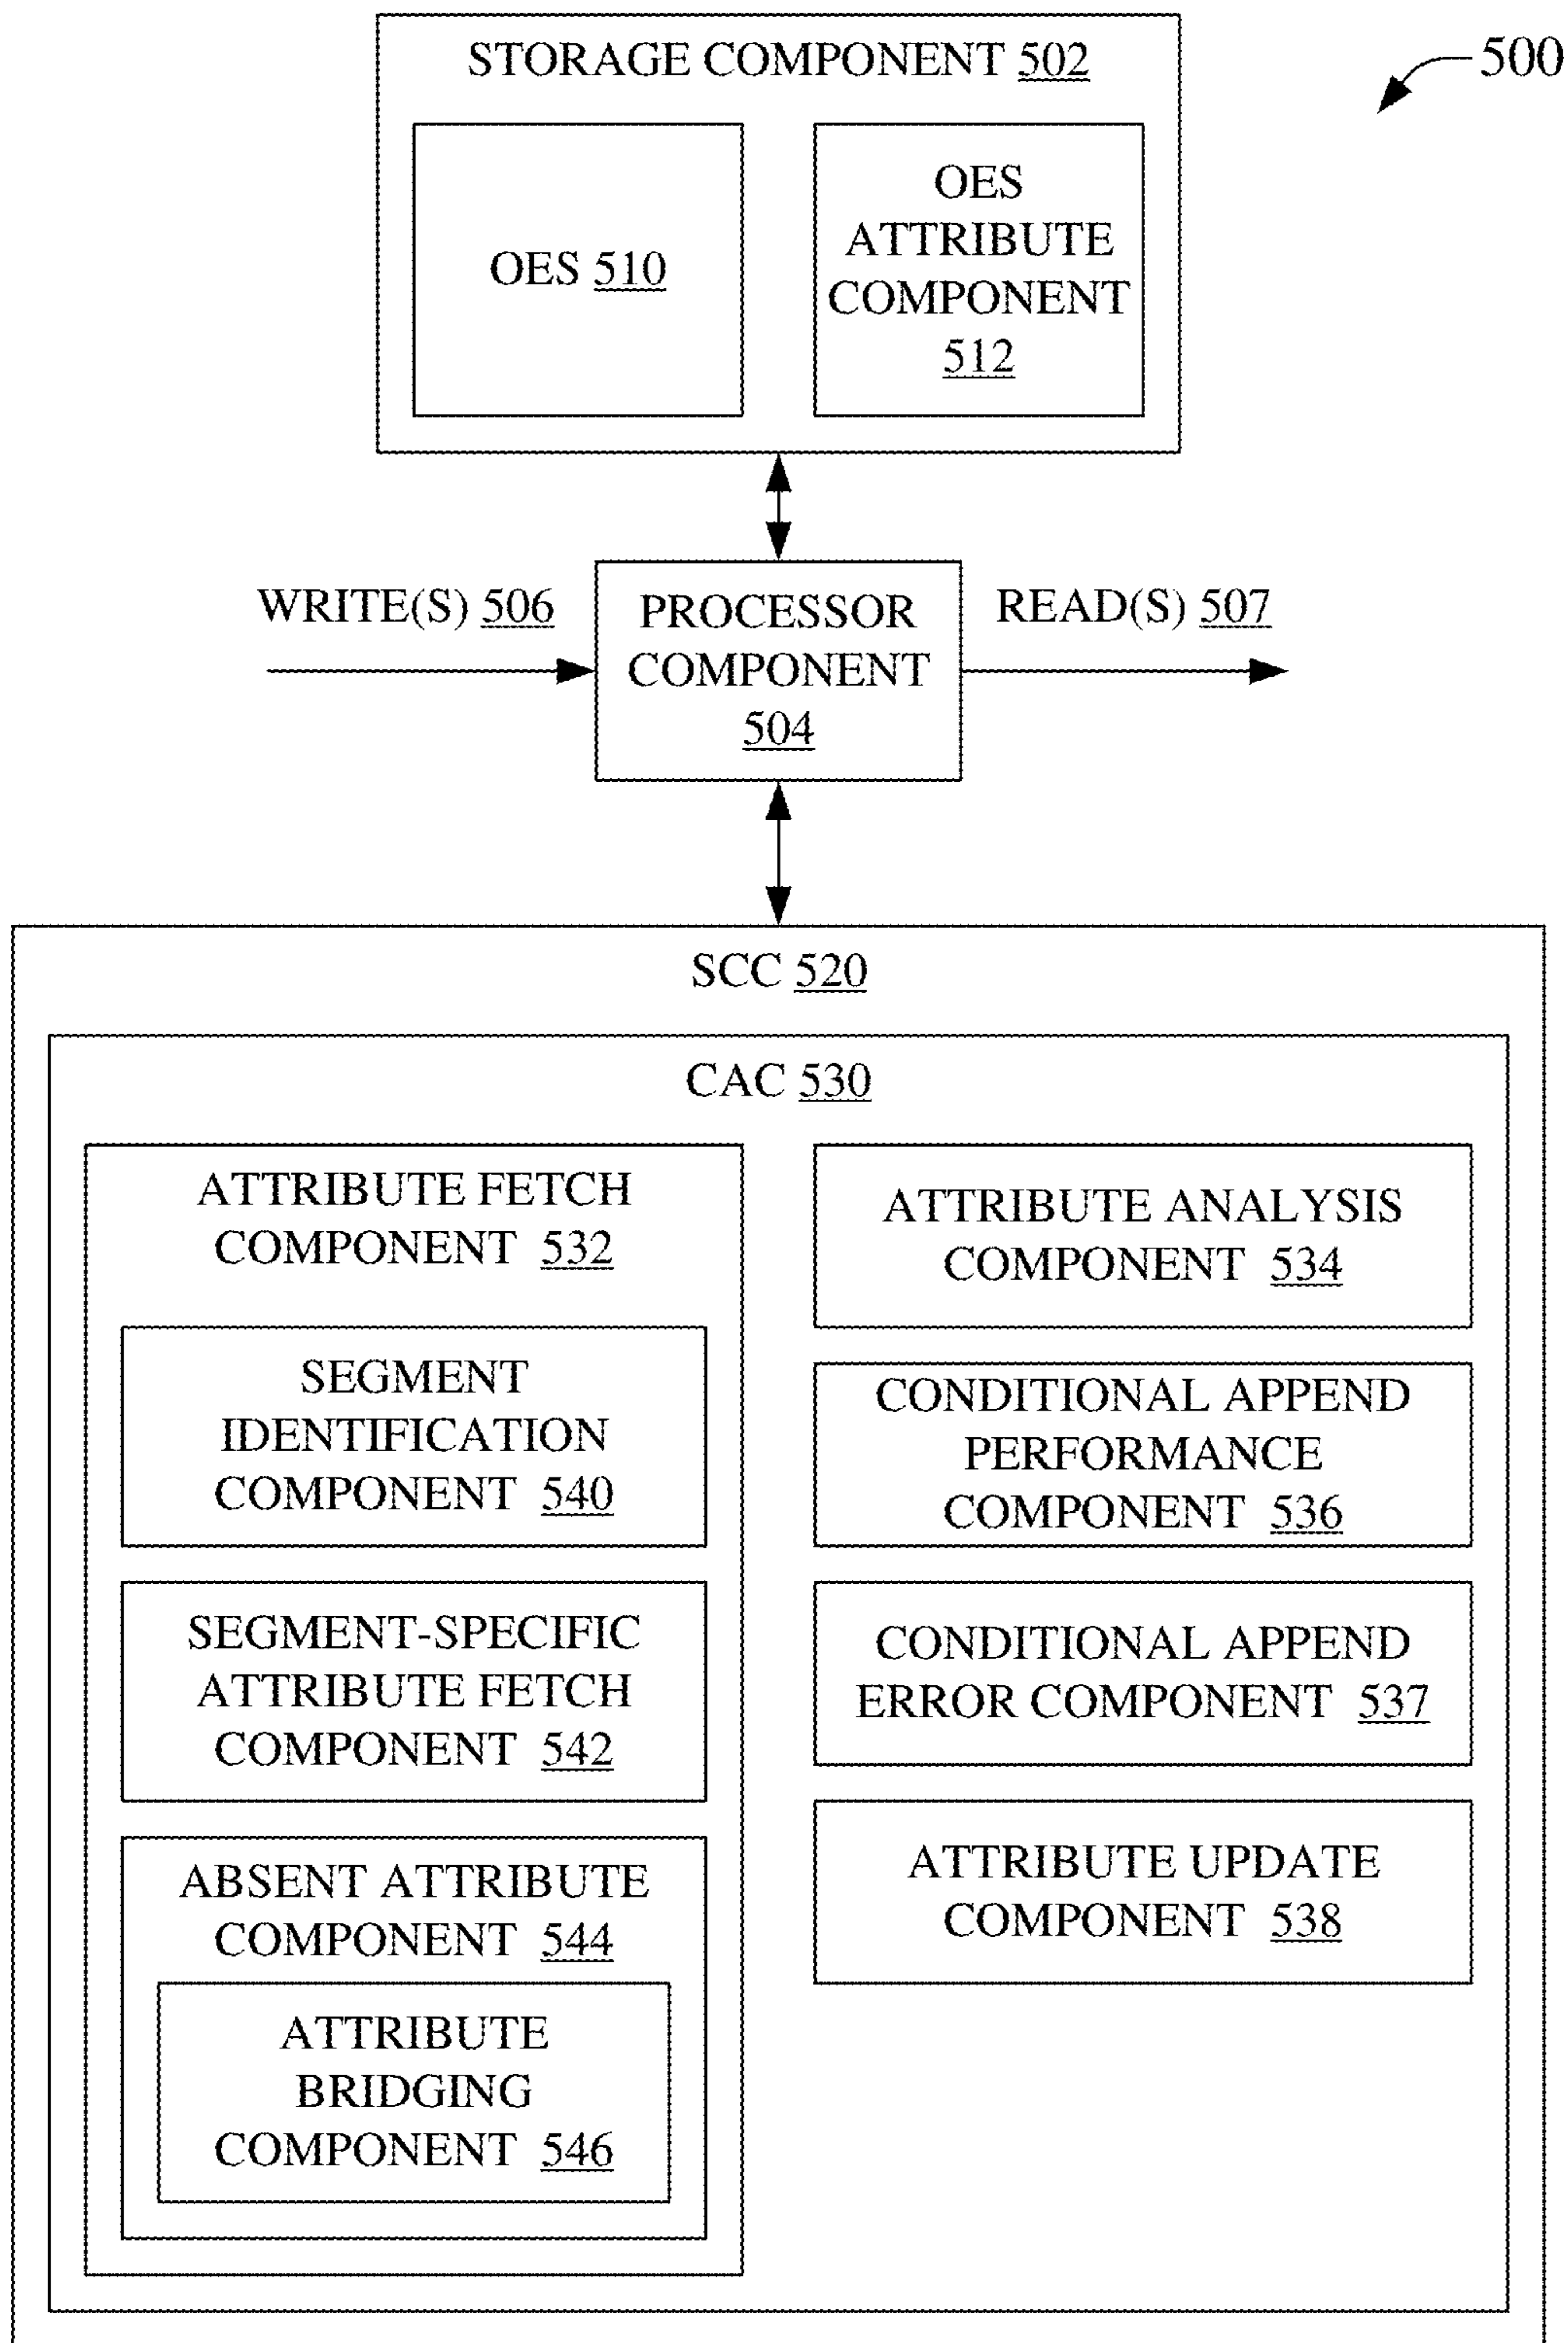 STORAGE COMPONENT 502
500
OES 510
OES
ATTRIBUTE
COMPONENT
512
WRITE(S) 506
PROCESSOR
COMPONENT
504
READ(S) 507
SCC 520
CAC 530
ATTRIBUTE FETCH
COMPONENT 532
SEGMENT
IDENTIFICATION
COMPONENT 540
SEGMENT-SPECIFIC
ATTRIBUTE FETCH
COMPONENT 542
ABSENT ATTRIBUTE
COMPONENT 544
ATTRIBUTE
BRIDGING
COMPONENT 546
ATTRIBUTE ANALYSIS
COMPONENT 534
CONDITIONAL APPEND
PERFORMANCE
COMPONENT 536
CONDITIONAL APPEND
ERROR COMPONENT 537
ATTRIBUTE UPDATE
COMPONENT 538